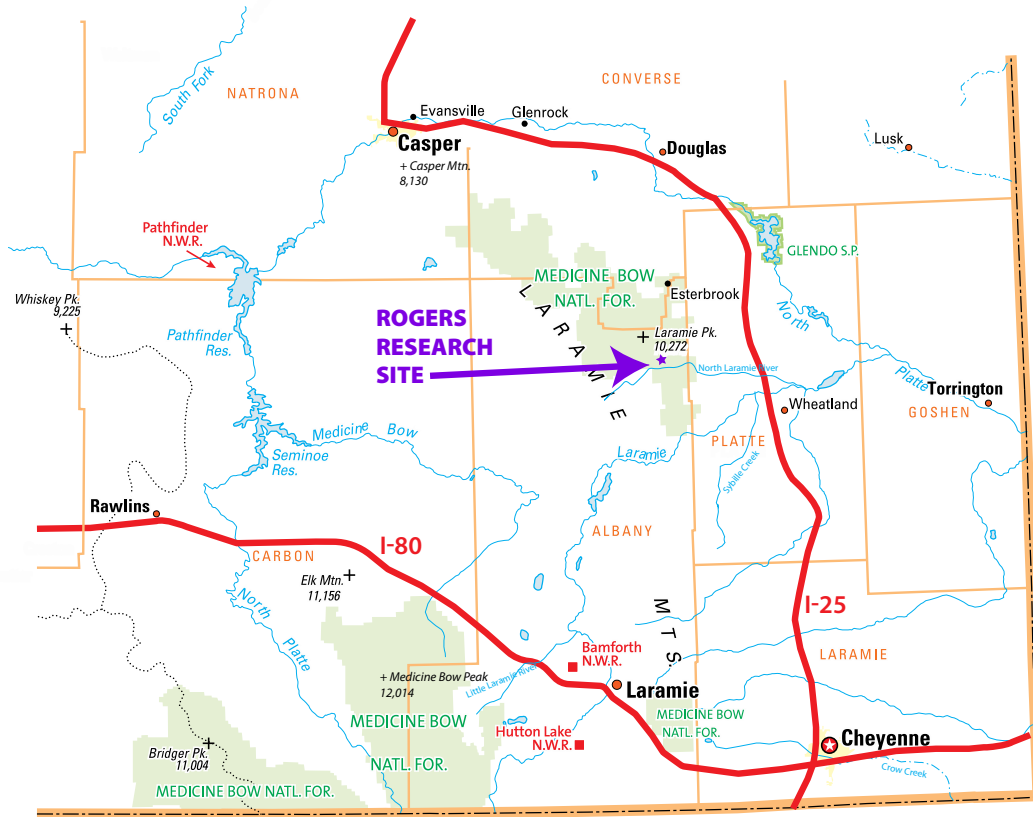 South Fork
NATRONA
CONVERSE
Evansville
Glenrock
Casper
+ Casper Mtn.
8,130
Douglas
Lusk
Pathfinder
N.W.R.
GLENDO S.P.
Whiskey Pk.
9,225
MEDICINE BOW
NATL. FOR.
Esterbrook
LARAMIE
North
Platte
Pathfinder
Res.
ROGERS
RESEARCH
SITE
Laramie Pk.
10,272
North Laramie River
Torrington
GOSHEN
Wheatland
Medicine Bow
Seminoe
Res.
Laramie
PLATTE
Sybille Creek
Rawlins
ALBANY
I-80
CARBON
Elk Mtn.
11,156
North
Platte
I-25
MTS.
LARAMIE
Bamforth
N.W.R.
+ Medicine Bow Peak
12,014
Little Laramie River
Laramie
MEDICINE BOW
NATL. FOR.
MEDICINE BOW
NATL. FOR.
Hutton Lake
N.W.R.
Cheyenne
Bridger Pk.
11,004
Crow Creek
MEDICINE BOW NATL. FOR.